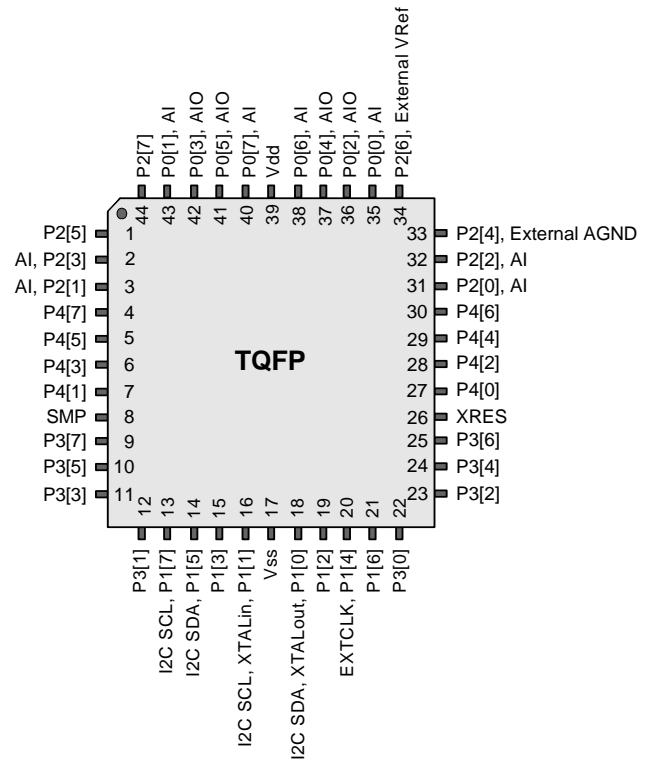 P2[7]
P0[1], AI
P0[3], AIO
P0[5], AIO
P0[7], AI
Vdd
P0[6], AI
P0[4], AIO
P0[2], AIO
P0[0], AI
P2[6], External VRef
44
43
42
41
40
39
38
37
36
35
34
P2[5] 1
AI, P2[3] 2
AI, P2[1] 3
P4[7] 4
P4[5] 5
P4[3] 6
P4[1] 7
SMP 8
P3[7] 9
P3[5] 10
P3[3] 11
TQFP
33 P2[4], External AGND
32 P2[2], AI
31 P2[0], AI
30 P4[6]
29 P4[4]
28 P4[2]
27 P4[0]
26 XRES
25 P3[6]
24 P3[4]
23 P3[2]
12
13
14
15
16
17
18
19
20
21
22
P3[1]
I2C SCL, P1[7]
I2C SDA, P1[5]
P1[3]
I2C SCL, XTALin, P1[1]
Vss
I2C SDA, XTALout, P1[0]
P1[2]
EXTCLK, P1[4]
P1[6]
P3[0]